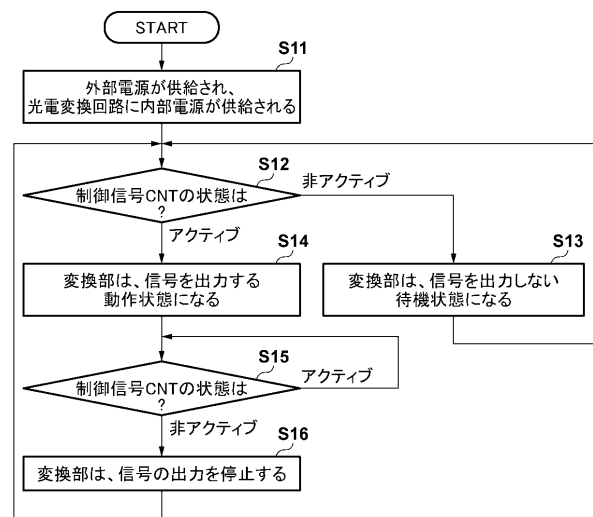 START
S11
外部電源が供給され、
光電変換回路に内部電源が供給される
S12
制御信号CNTの状態は
?
非アクティブ
アクティブ
S14
変換部は、信号を出力する
動作状態になる
S13
変換部は、信号を出力しない
待機状態になる
S15
制御信号CNTの状態は
?
アクティブ
非アクティブ
S16
変換部は、信号の出力を停止する